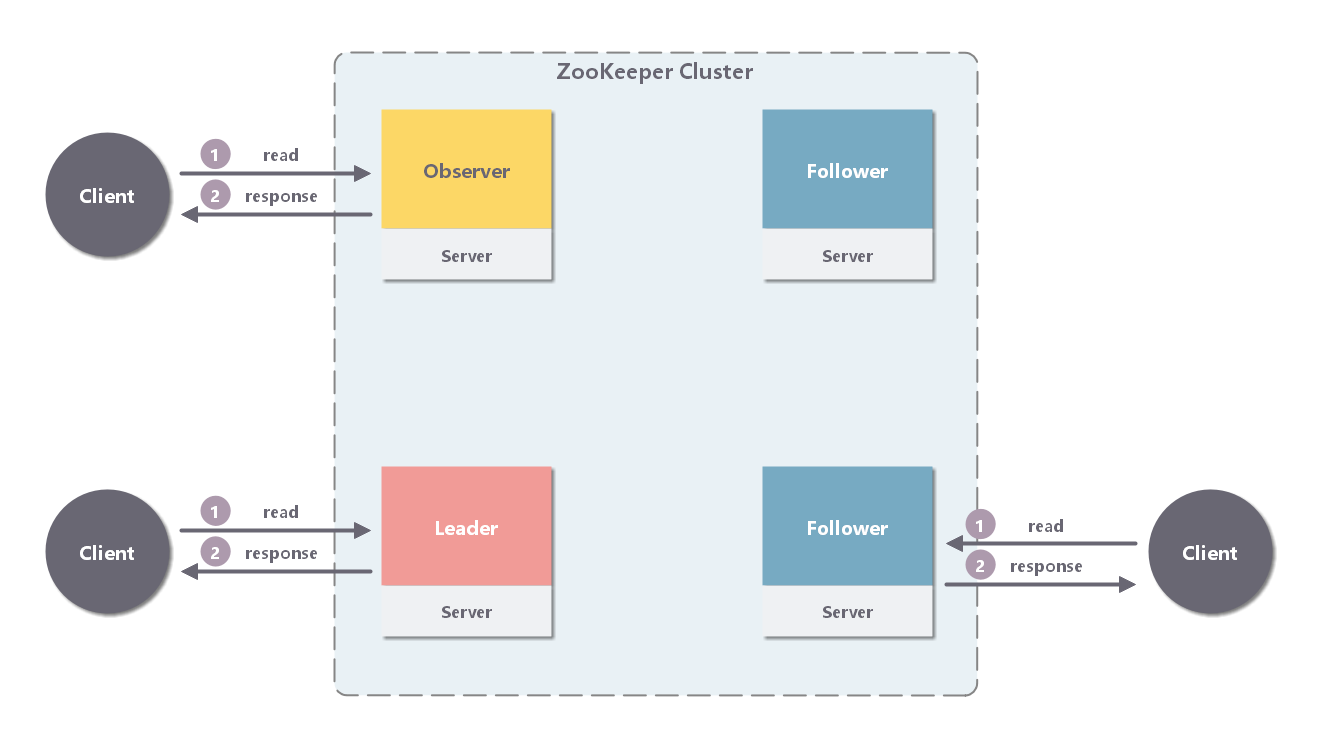 ZooKeeper Cluster
Client
1 read
2 response
Observer
Server
Follower
Server
Client
1 read
2 response
Leader
Server
Follower
Server
1 read
2 response
Client